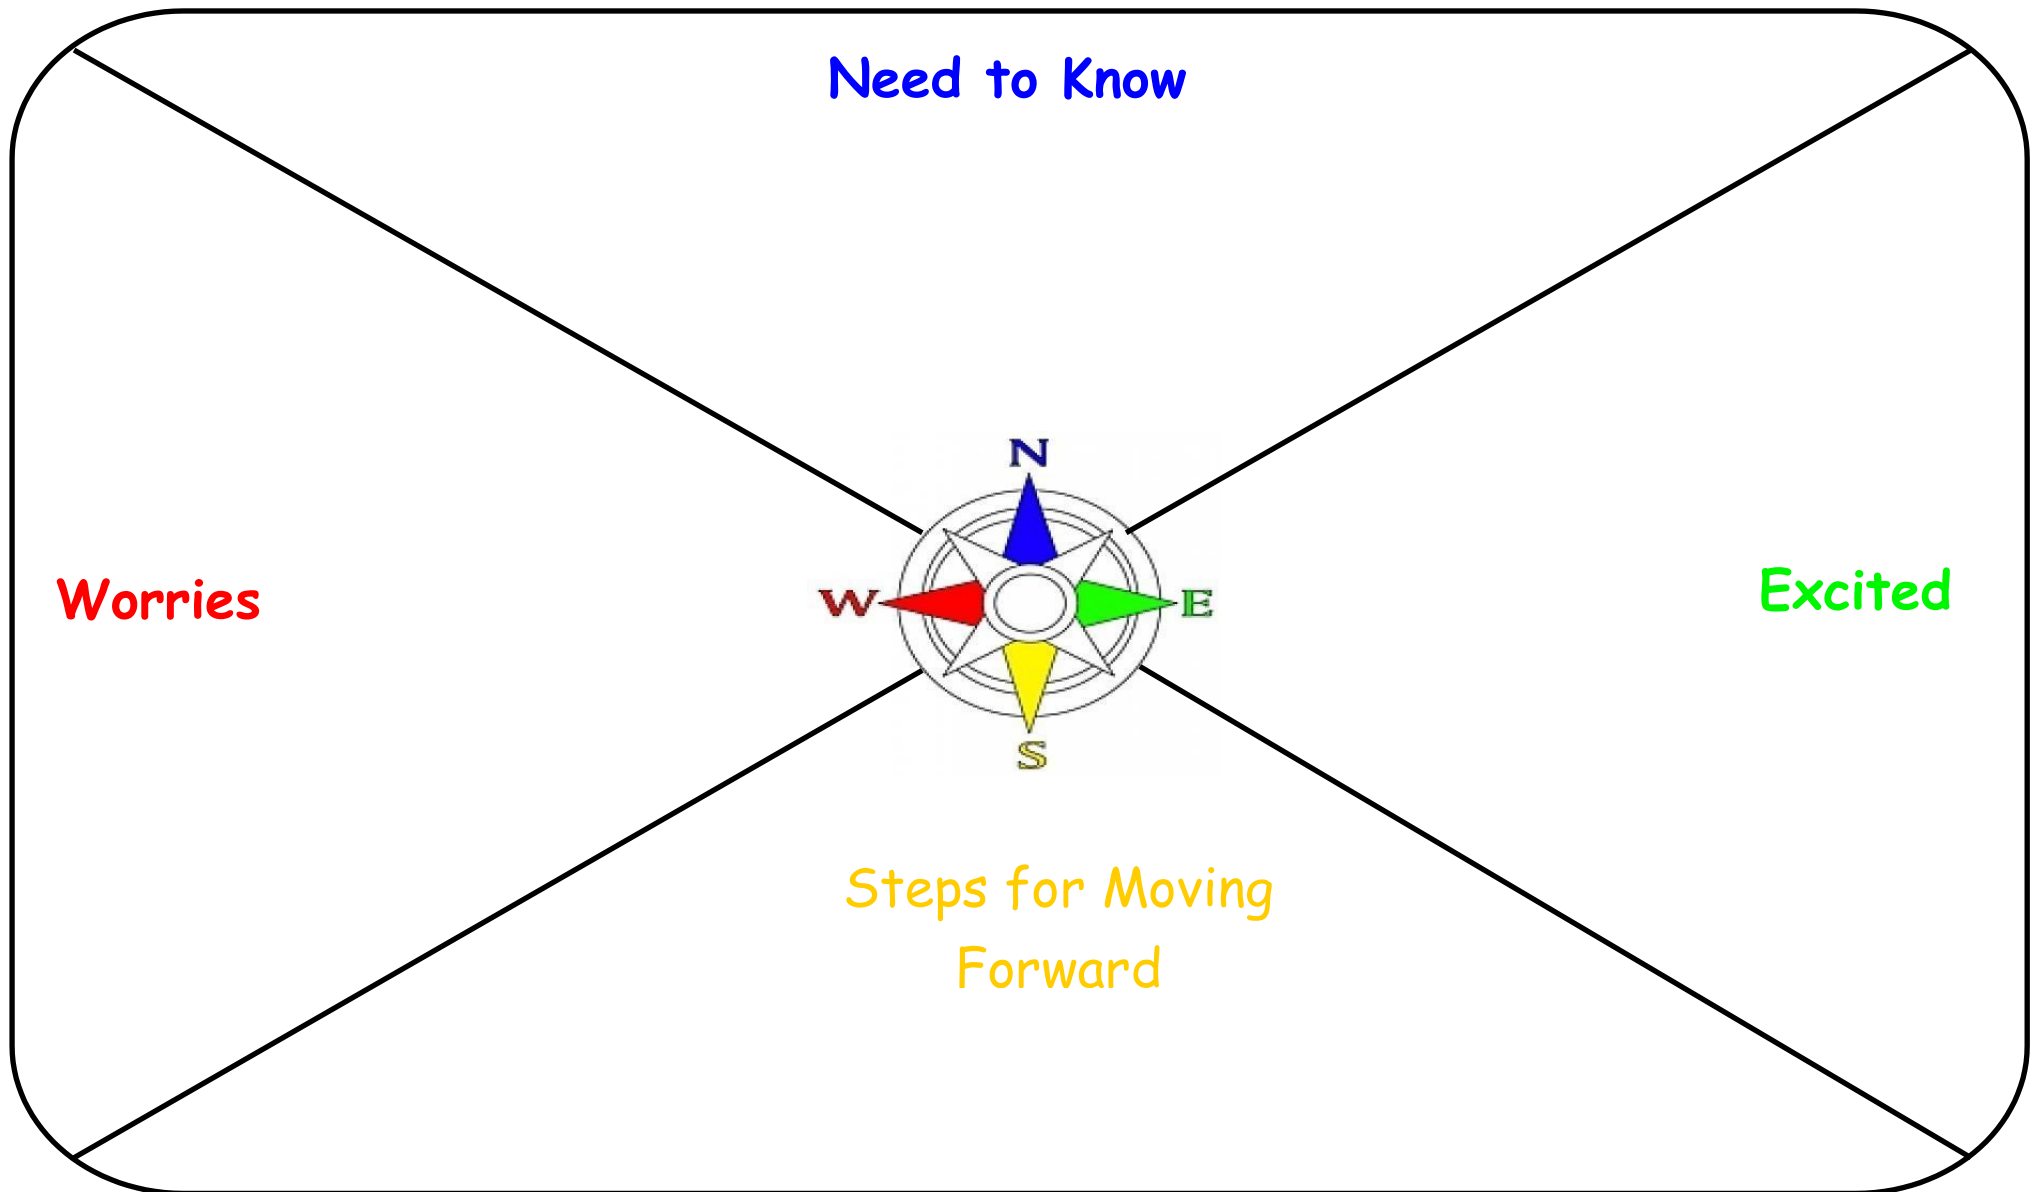 Need to Know
N
Worries
W
E
Excited
S
Steps for Moving
Forward